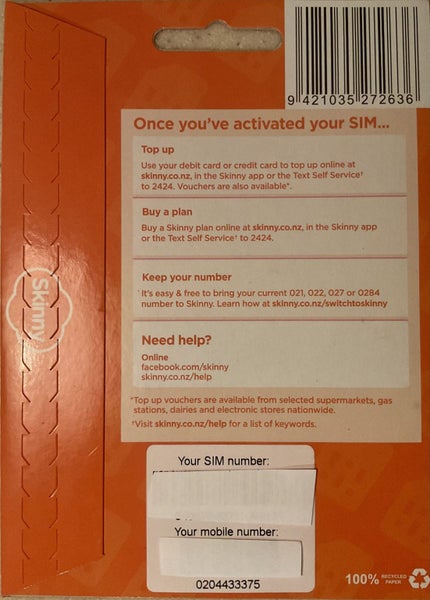 9 421035 272636
Once you've activated your SIM...
Top up
Use your debit card or credit card to top up online at
skinny.co.nz, in the Skinny app or the Text Self Service†
to 2424. Vouchers are also available*.
Buy a plan
Buy a Skinny plan online at skinny.co.nz, in the Skinny app
or the Text Self Service† to 2424.
Keep your number
It's easy & free to bring your current 021, 022, 027 or 0284
number to Skinny. Learn how at skinny.co.nz/switchtoskinny
Need help?
Online
facebook.com/skinny
skinny.co.nz/help
*Top up vouchers are available from selected supermarkets, gas
stations, dairies and electronic stores nationwide.
†Visit skinny.co.nz/help for a list of keywords.
Skinny
Your SIM number:
Your mobile number:
0204433375
100% RECYCLED
PAPER